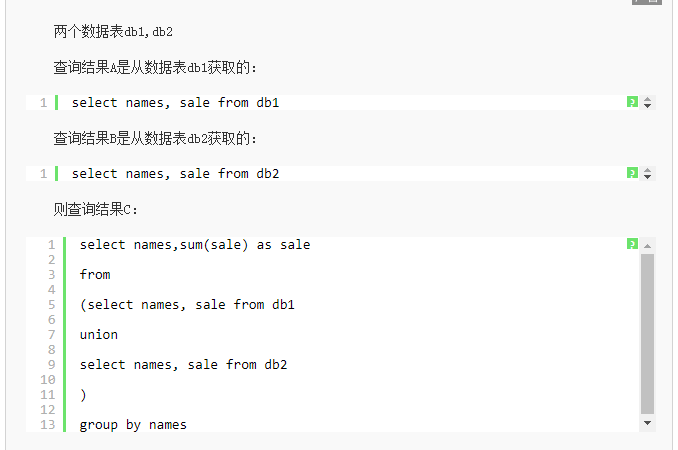 两个数据表db1,db2
查询结果A是从数据表db1获取的:
1 select names, sale from db1 ?
查询结果B是从数据表db2获取的:
1 select names, sale from db2 ?
则查询结果C:
1 select names,sum(sale) as sale ?
2
3 from
4
5 (select names, sale from db1
6
7 union
8
9 select names, sale from db2
10
11 )
12
13 group by names